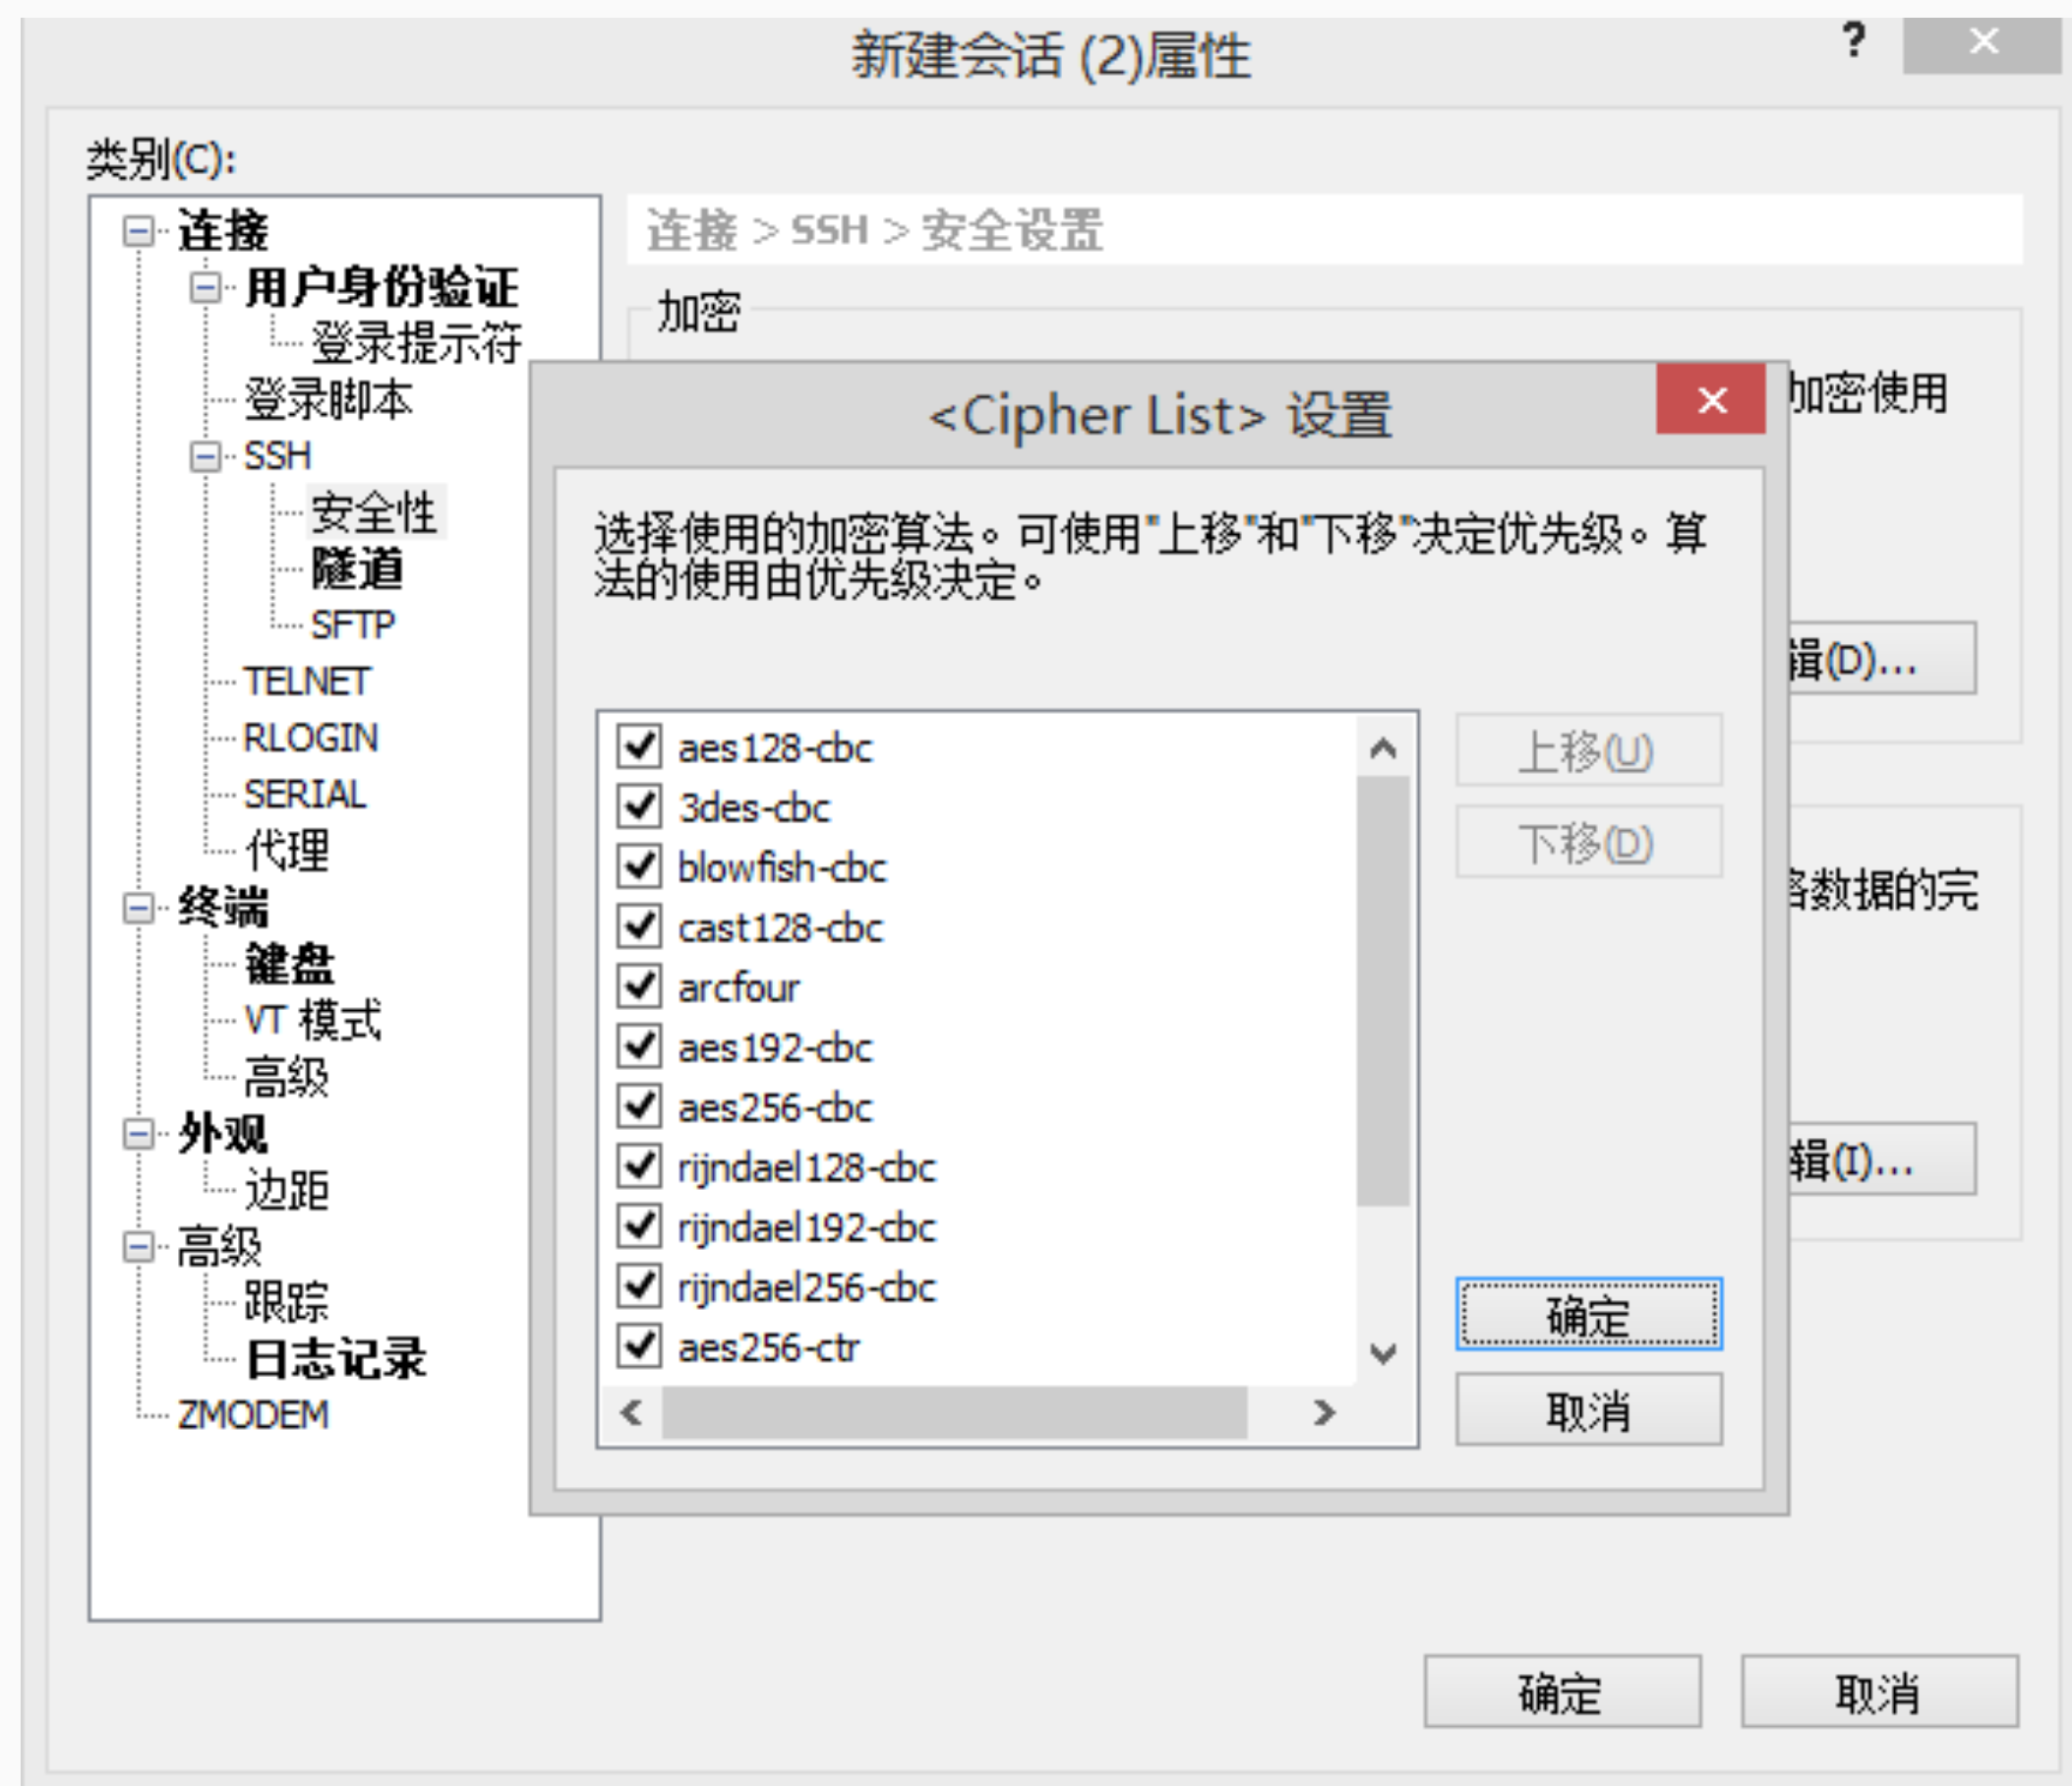 新建会话 (2)属性
?
类别(C):
连接
用户身份验证
登录提示符
登录脚本
SSH
安全性
隧道
SFTP
TELNET
RLOGIN
SERIAL
代理
终端
键盘
VT 模式
高级
外观
边距
高级
跟踪
日志记录
ZMODEM
连接 > SSH > 安全设置
加密
加密使用
辑(D)...
数据的完
辑(I)...
<Cipher List> 设置
选择使用的加密算法。可使用"上移"和"下移"决定优先级。算
法的使用由优先级决定。
aes128-cbc
3des-cbc
blowfish-cbc
cast128-cbc
arcfour
aes192-cbc
aes256-cbc
rijndael128-cbc
rijndael192-cbc
rijndael256-cbc
aes256-ctr
上移(U)
下移(D)
确定
取消
确定
取消